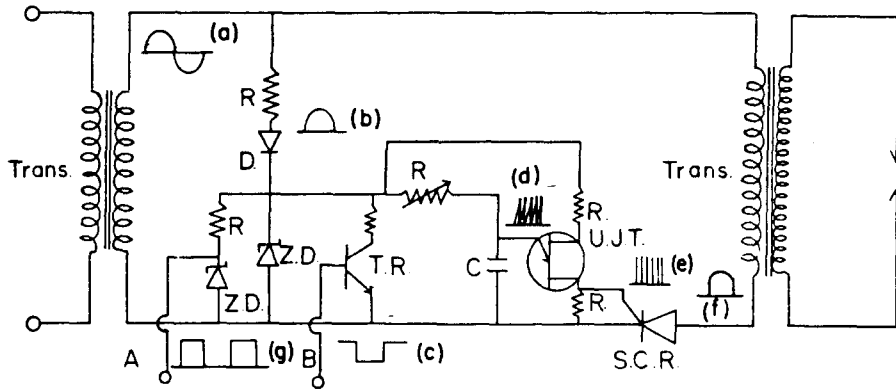 (a)
R
(b)
Trans.
D.
R
(d)
Trans.
R
R.
U.J.T.
Z.D.
T.R.
C
(e)
Z.D.
R.
(f)
A
(g)
B
(c)
S.C.R.